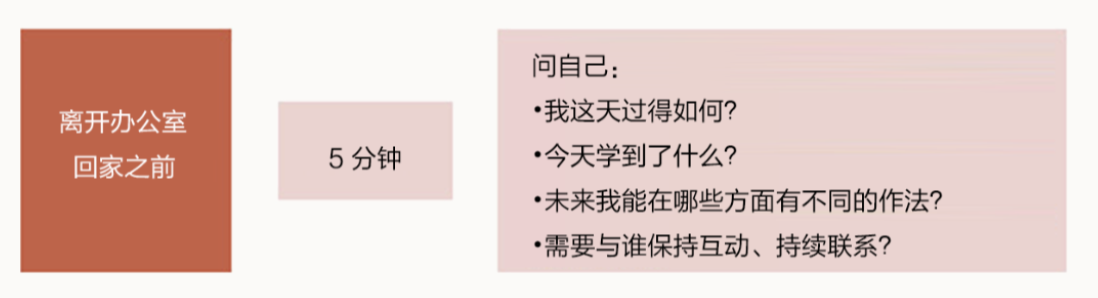 离开办公室
回家之前
5 分钟
问自己：
•我这天过得如何？
•今天学到了什么？
•未来我能在哪些方面有不同的作法？
•需要与谁保持互动、持续联系？